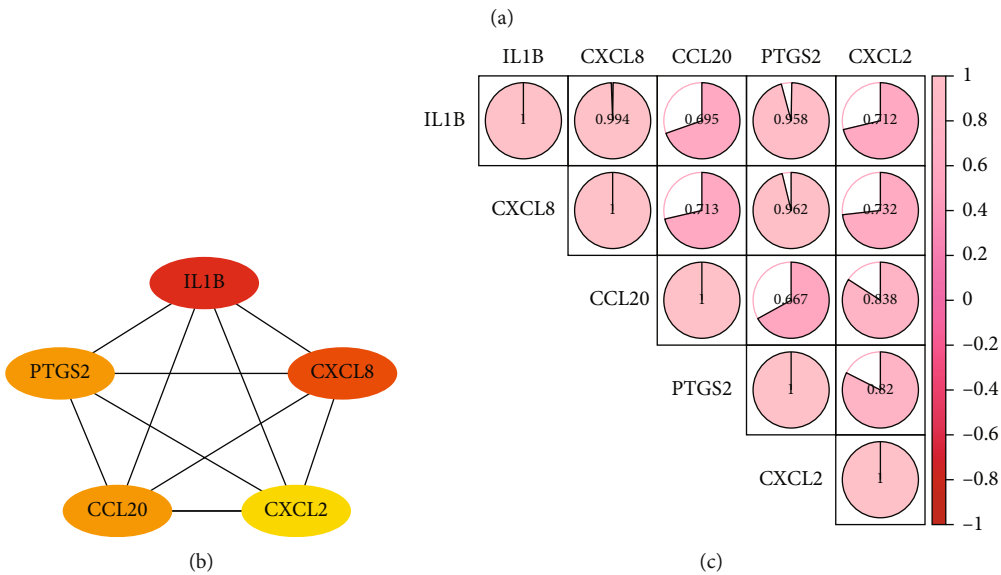 (a)
IL1B CXCL8 CCL20 PTGS2 CXCL2
IL1B 1 0.994 0.695 0.958 0.712
CXCL8 1 0.713 0.962 0.732
CCL20 1 0.667 0.838
PTGS2 1 0.82
CXCL2 1
1
0.8
0.6
0.4
0.2
0
−0.2
−0.4
−0.6
−0.8
−1
IL1B
PTGS2 CXCL8
CCL20 CXCL2
(b) (c)